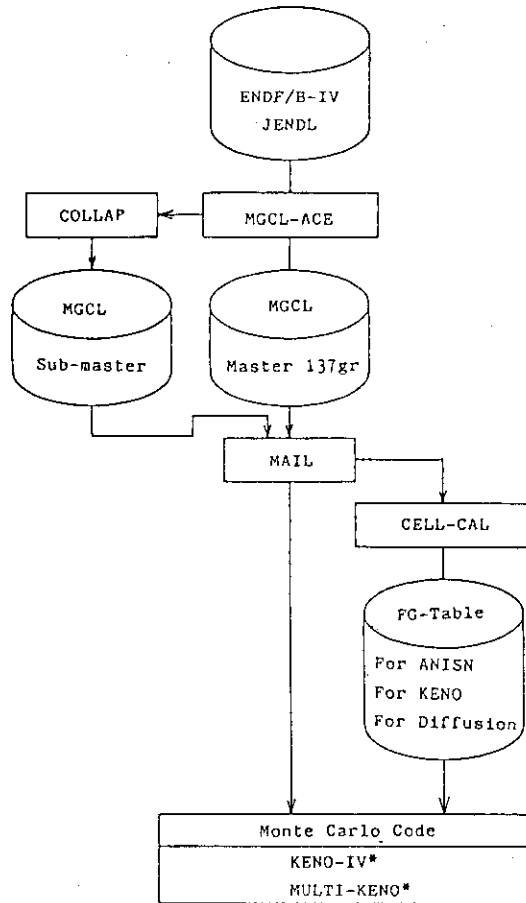 ENDF/B-IV
JENDL
COLLAP
MGCL-ACE
MGCL
Sub-master
MGCL
Master 137gr
MAIL
CELL-CAL
FG-Table
For ANISN
For KENO
For Diffusion
Monte Carlo Code
KENO-IV*
MULTI-KENO*